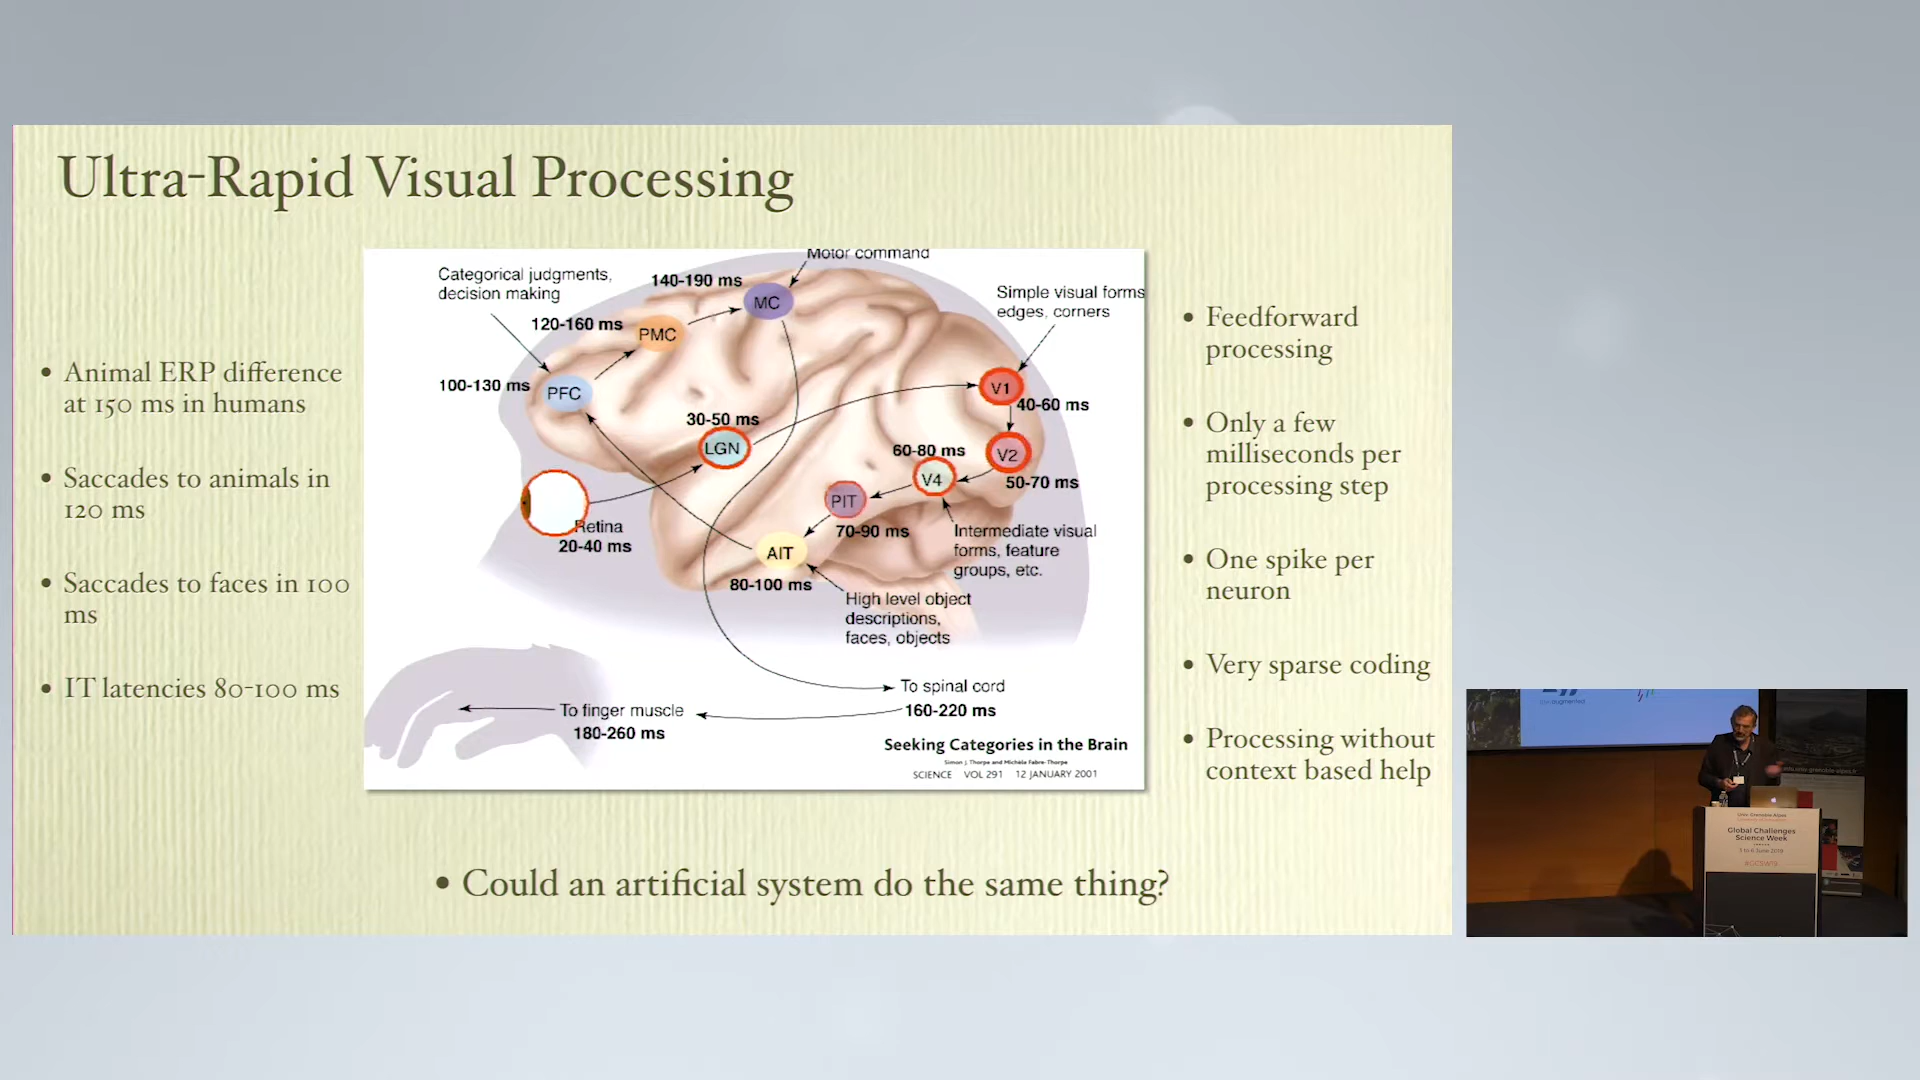 Ultra-Rapid Visual Processing
• Animal ERP difference
at 150 ms in humans
• Saccades to animals in
120 ms
• Saccades to faces in 100
ms
• IT latencies 80-100 ms
Motor command
Categorical judgments,
decision making
140-190 ms
MC
Simple visual forms
edges, corners
120-160 ms
PMC
100-130 ms
PFC
V1
40-60 ms
30-50 ms
LGN
60-80 ms
V4
V2
50-70 ms
PIT
70-90 ms
Retina
20-40 ms
AIT
80-100 ms
Intermediate visual
forms, feature
groups, etc.
High level object
descriptions,
faces, objects
To spinal cord
160-220 ms
To finger muscle
180-260 ms
Seeking Categories in the Brain
Simon J. Thorpe and Michèle Fabre-Thorpe
SCIENCE VOL 291 12 JANUARY 2001
• Feedforward
processing
• Only a few
milliseconds per
processing step
• One spike per
neuron
• Very sparse coding
• Processing without
context based help
• Could an artificial system do the same thing?
Global Challenges
Science Week